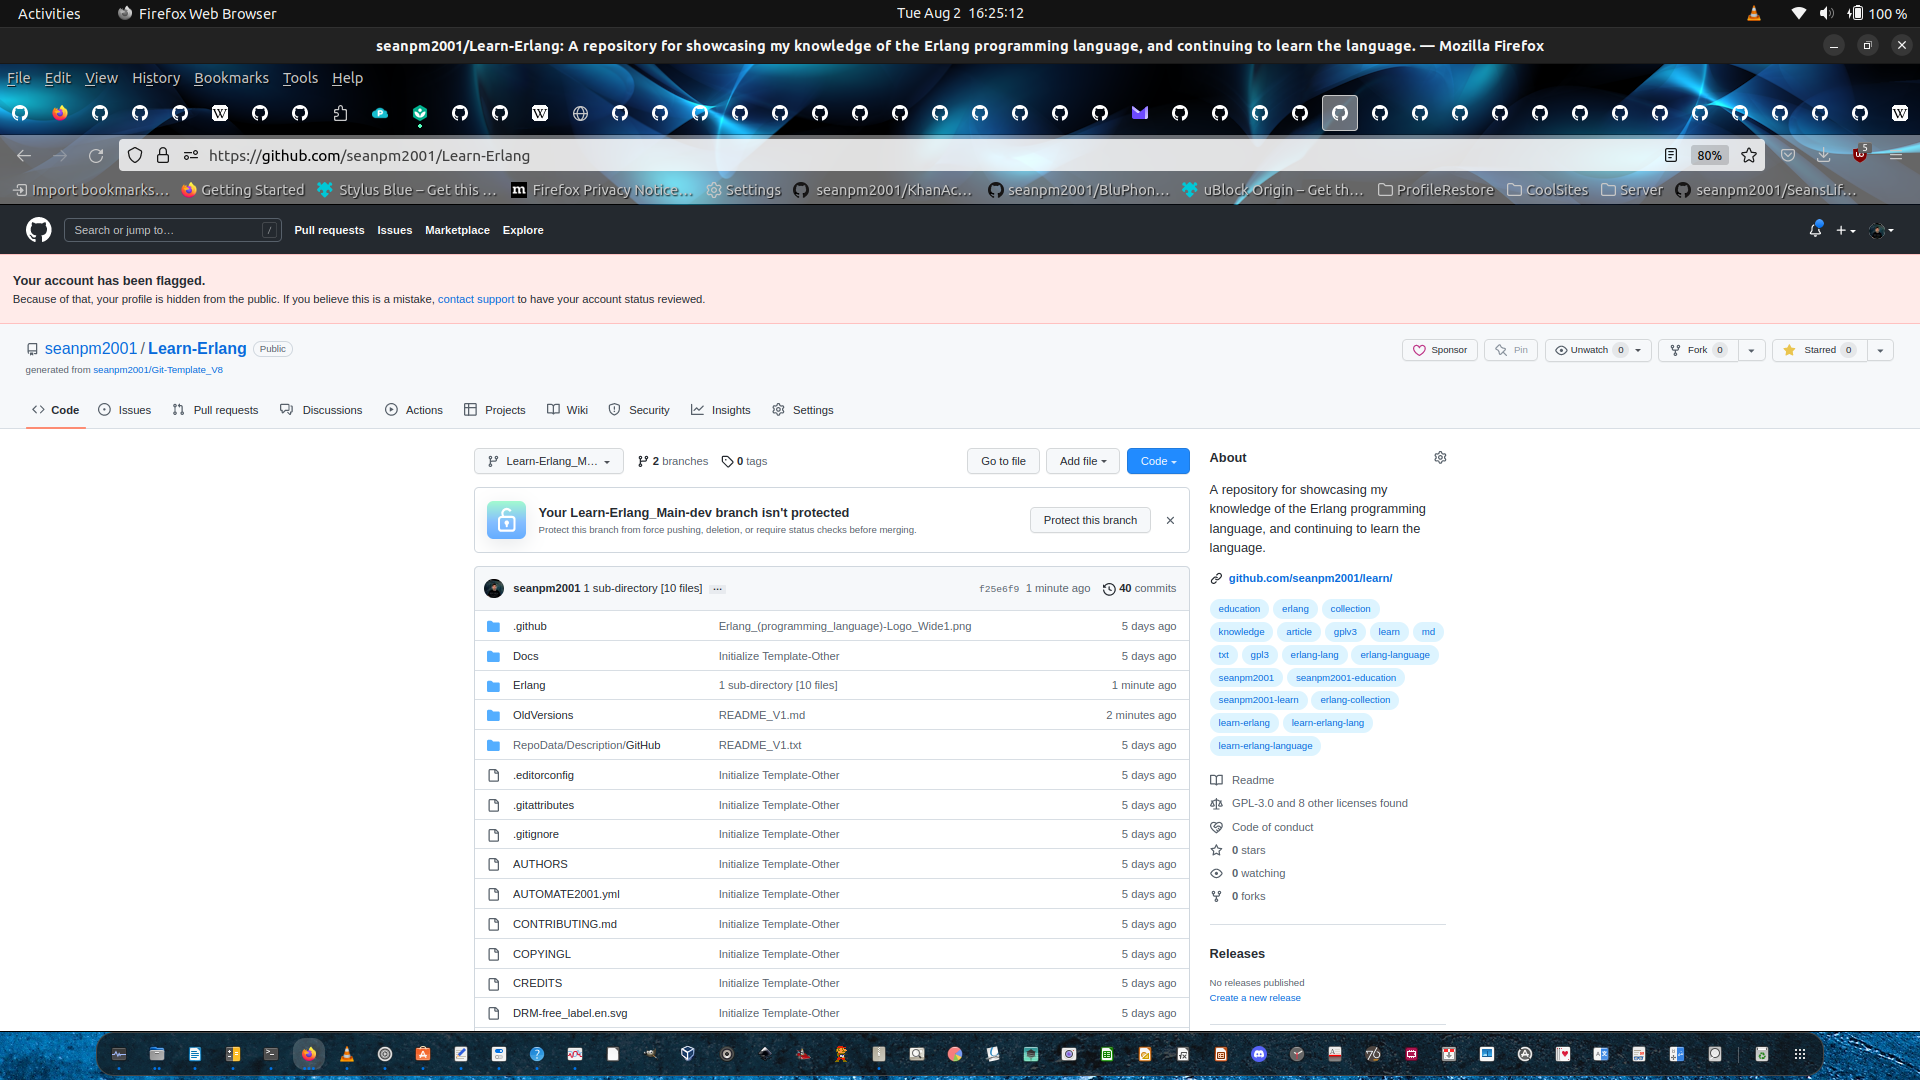 Activities
Firefox Web Browser
Tue Aug 2 16:25:12
100 %
seanpm2001/Learn-Erlang: A repository for showcasing my knowledge of the Erlang programming language, and continuing to learn the language. — Mozilla Firefox
File Edit View History Bookmarks Tools Help
https://github.com/seanpm2001/Learn-Erlang
80%
5
Import bookmarks…
Getting Started
Stylus Blue – Get this …
Firefox Privacy Notice…
Settings
seanpm2001/KhanAc…
seanpm2001/BluPhon…
uBlock Origin – Get th…
ProfileRestore
CoolSites
Server
seanpm2001/SeansLif…
Search or jump to…
/
Pull requests Issues Marketplace Explore
Your account has been flagged.
Because of that, your profile is hidden from the public. If you believe this is a mistake, contact support to have your account status reviewed.
seanpm2001 / Learn-Erlang Public
generated from seanpm2001/Git-Template_V8
Sponsor
Pin
Unwatch 0
Fork 0
Starred 0
Code
Issues
Pull requests
Discussions
Actions
Projects
Wiki
Security
Insights
Settings
Learn-Erlang_M…
2 branches
0 tags
Go to file
Add file
Code
Your Learn-Erlang_Main-dev branch isn't protected
Protect this branch from force pushing, deletion, or require status checks before merging.
Protect this branch
seanpm2001 1 sub-directory [10 files] …
f25e6f9 1 minute ago
40 commits
.github Erlang_(programming_language)-Logo_Wide1.png 5 days ago
Docs Initialize Template-Other 5 days ago
Erlang 1 sub-directory [10 files] 1 minute ago
OldVersions README_V1.md 2 minutes ago
RepoData/Description/GitHub README_V1.txt 5 days ago
.editorconfig Initialize Template-Other 5 days ago
.gitattributes Initialize Template-Other 5 days ago
.gitignore Initialize Template-Other 5 days ago
AUTHORS Initialize Template-Other 5 days ago
AUTOMATE2001.yml Initialize Template-Other 5 days ago
CONTRIBUTING.md Initialize Template-Other 5 days ago
COPYINGL Initialize Template-Other 5 days ago
CREDITS Initialize Template-Other 5 days ago
DRM-free_label.en.svg Initialize Template-Other 5 days ago
About
A repository for showcasing my
knowledge of the Erlang programming
language, and continuing to learn the
language.
github.com/seanpm2001/learn/
education erlang collection
knowledge article gplv3 learn md
txt gpl3 erlang-lang erlang-language
seanpm2001 seanpm2001-education
seanpm2001-learn erlang-collection
learn-erlang learn-erlang-lang
learn-erlang-language
Readme
GPL-3.0 and 8 other licenses found
Code of conduct
0 stars
0 watching
0 forks
Releases
No releases published
Create a new release